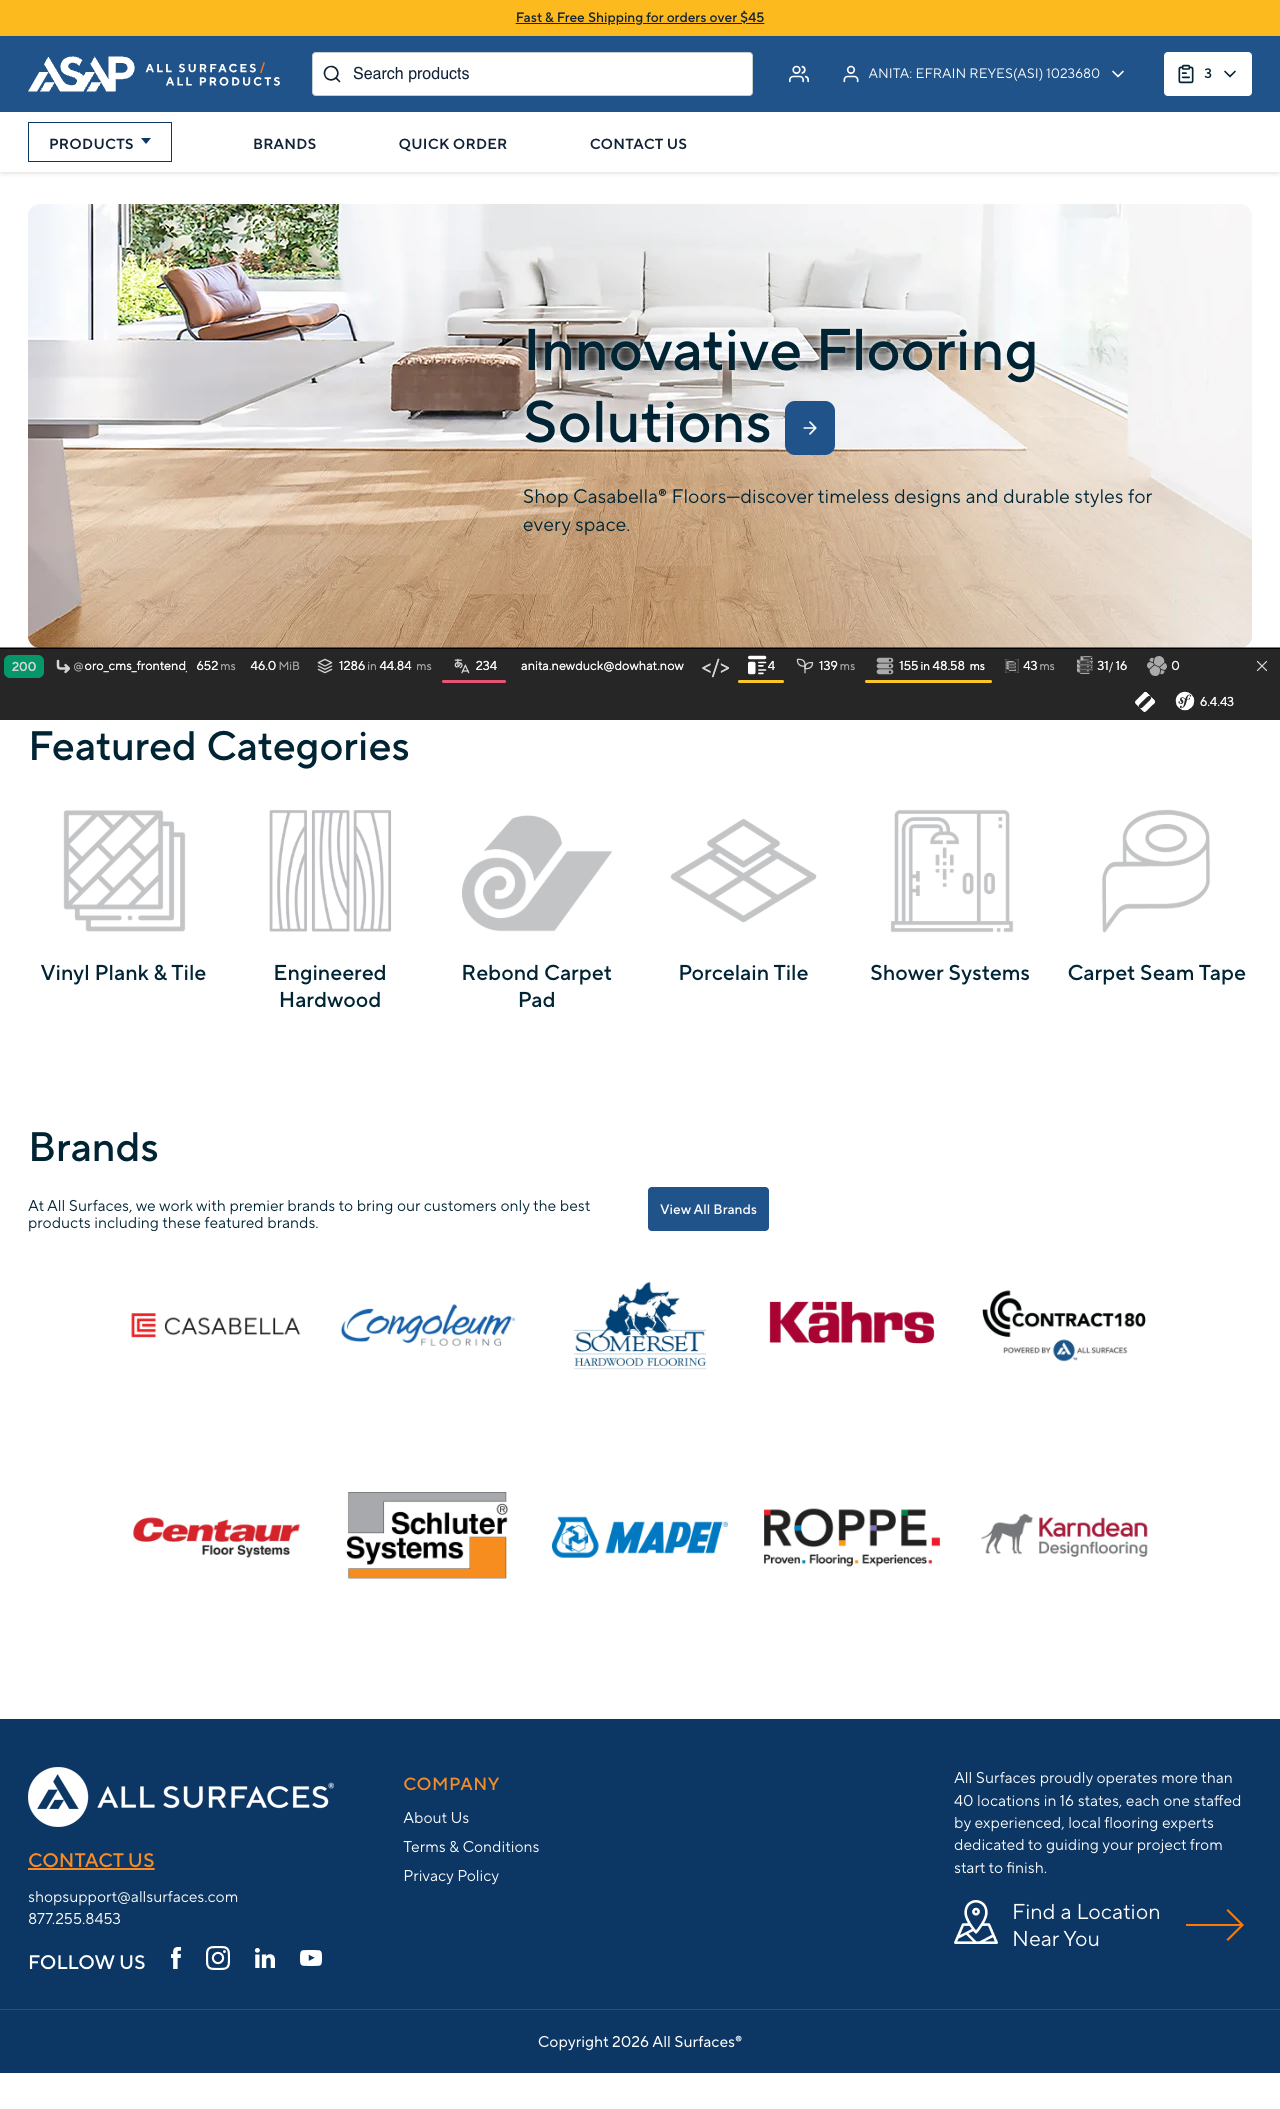 Fast & Free Shipping for orders over $45
ASAP ALL SURFACES/
ALL PRODUCTS
Search products
ANITA: EFRAIN REYES(ASI) 1023680
3
PRODUCTS
BRANDS
QUICK ORDER
CONTACT US
Innovative Flooring
Solutions
Shop Casabella® Floors—discover timeless designs and durable styles for
every space.
200 @oro_cms_frontend 652 ms 46.0 MiB 1286 in 44.84 ms 234 anita.newduck@dowhat.now </> 4 139 ms 155 in 48.58 ms 43 ms 31/ 16 0
6.4.43
Featured Categories
Vinyl Plank & Tile
Engineered
Hardwood
Rebond Carpet
Pad
Porcelain Tile
Shower Systems
Carpet Seam Tape
Brands
At All Surfaces, we work with premier brands to bring our customers only the best
products including these featured brands.
View All Brands
CASABELLA
Congoleum
FLOORING
SOMERSET
HARDWOOD FLOORING
Kährs
CONTRACT180
POWERED BY ALL SURFACES
Centaur
Floor Systems
Schluter®
Systems
MAPEI®
ROPPE.
Proven. Flooring. Experiences.
Karndean
Designflooring
ALL SURFACES®
CONTACT US
shopsupport@allsurfaces.com
877.255.8453
FOLLOW US
COMPANY
About Us
Terms & Conditions
Privacy Policy
All Surfaces proudly operates more than
40 locations in 16 states, each one staffed
by experienced, local flooring experts
dedicated to guiding your project from
start to finish.
Find a Location
Near You
Copyright 2026 All Surfaces®